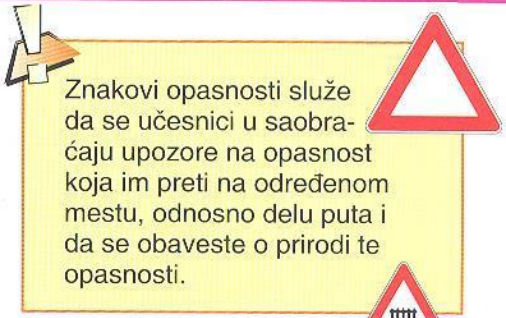 Znakovi opasnosti služe
da se učesnici u saobra-
ćaju upozore na opasnost
koja im preti na određenom
mestu, odnosno delu puta i
da se obaveste o prirodi te
opasnosti.